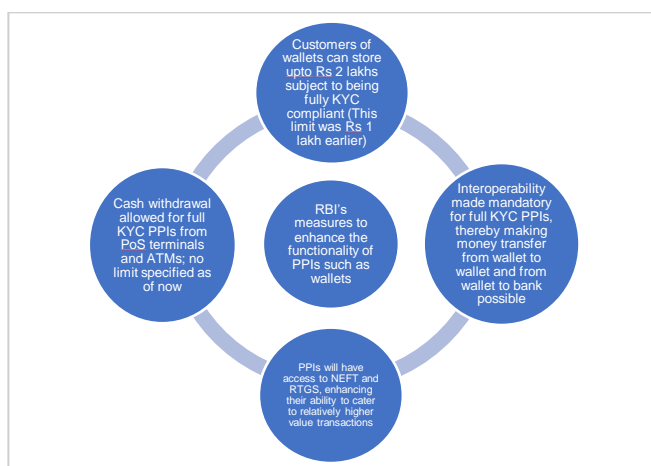 Customers of
wallets can store
upto Rs 2 lakhs
subject to being
fully KYC
compliant (This
limit was Rs 1
lakh earlier)
Cash withdrawal
allowed for full
KYC PPIs from
PoS terminals
and ATMs; no
limit specified as
of now
RBI's
measures to
enhance the
functionality of
PPIs such as
wallets
Interoperability
made mandatory
for full KYC PPIs,
thereby making
money transfer
from wallet to
wallet and from
wallet to bank
possible
PPIs will have
access to NEFT and
RTGS, enhancing
their ability to cater
to relatively higher
value transactions